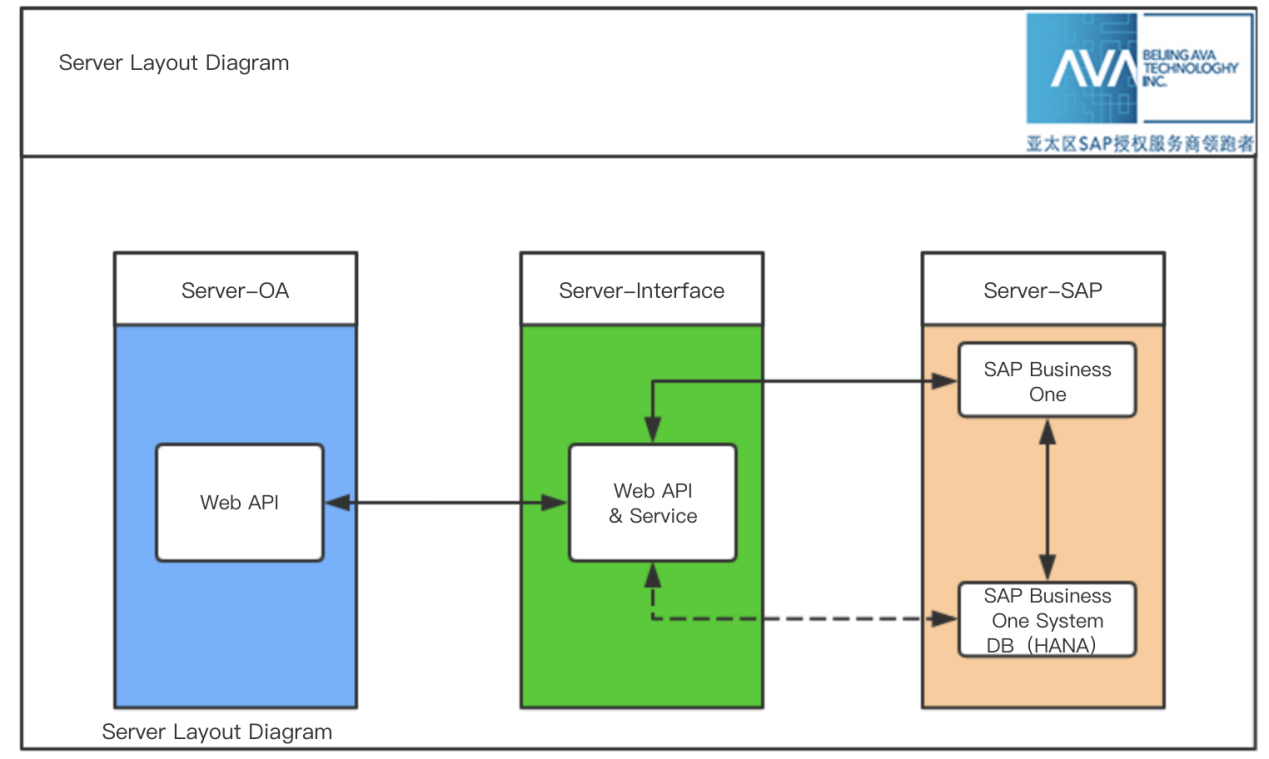 Server Layout Diagram
AVA
BEIJING AVA
TECHNOLOGHY
INC.
亚太区SAP授权服务商领跑者
Server-OA
Server-Interface
Server-SAP
SAP Business
One
Web API
Web API
& Service
SAP Business
One System
DB（HANA）
Server Layout Diagram